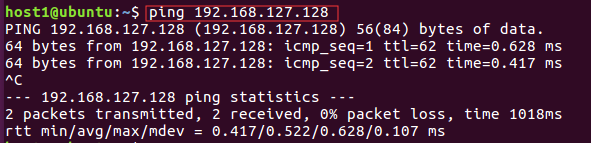 host1@ubuntu:~$ ping 192.168.127.128
PING 192.168.127.128 (192.168.127.128) 56(84) bytes of data.
64 bytes from 192.168.127.128: icmp_seq=1 ttl=62 time=0.628 ms
64 bytes from 192.168.127.128: icmp_seq=2 ttl=62 time=0.417 ms
^C
--- 192.168.127.128 ping statistics ---
2 packets transmitted, 2 received, 0% packet loss, time 1018ms
rtt min/avg/max/mdev = 0.417/0.522/0.628/0.107 ms